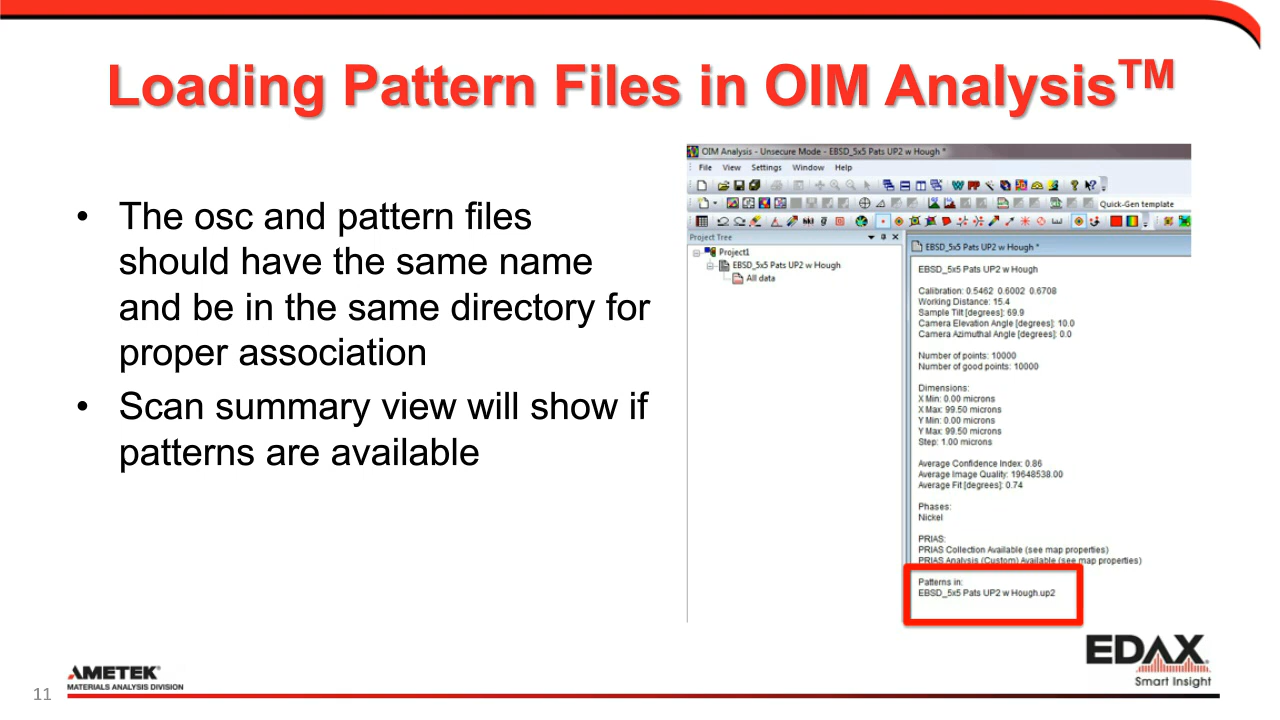 Loading Pattern Files in OIM Analysis™
• The osc and pattern files
should have the same name
and be in the same directory for
proper association
• Scan summary view will show if
patterns are available
OIM Analysis - Unsecure Mode - EBSD_5x5 Pats UP2 w Hough *
File View Settings Window Help
Quick-Gen template
Project Tree
Project1
EBSD_5x5 Pats UP2 w Hough
All data
EBSD_5x5 Pats UP2 w Hough *
EBSD_5x5 Pats UP2 w Hough
Calibration: 0.5462 0.6002 0.6708
Working Distance: 15.4
Sample Tilt [degrees]: 69.9
Camera Elevation Angle [degrees]: 10.0
Camera Azimuthal Angle [degrees]: 0.0
Number of points: 10000
Number of good points: 10000
Dimensions:
X Min: 0.00 microns
X Max: 99.50 microns
Y Min: 0.00 microns
Y Max: 99.50 microns
Step: 1.00 microns
Average Confidence Index: 0.86
Average Image Quality: 19648538.00
Average Fit [degrees]: 0.74
Phases:
Nickel
PRIAS:
PRIAS Collection Available (see map properties)
PRIAS Analysis (Custom) Available (see map properties)
Patterns in:
EBSD_5x5 Pats UP2 w Hough.up2
11
AMETEK®
MATERIALS ANALYSIS DIVISION
EDAX
Smart Insight